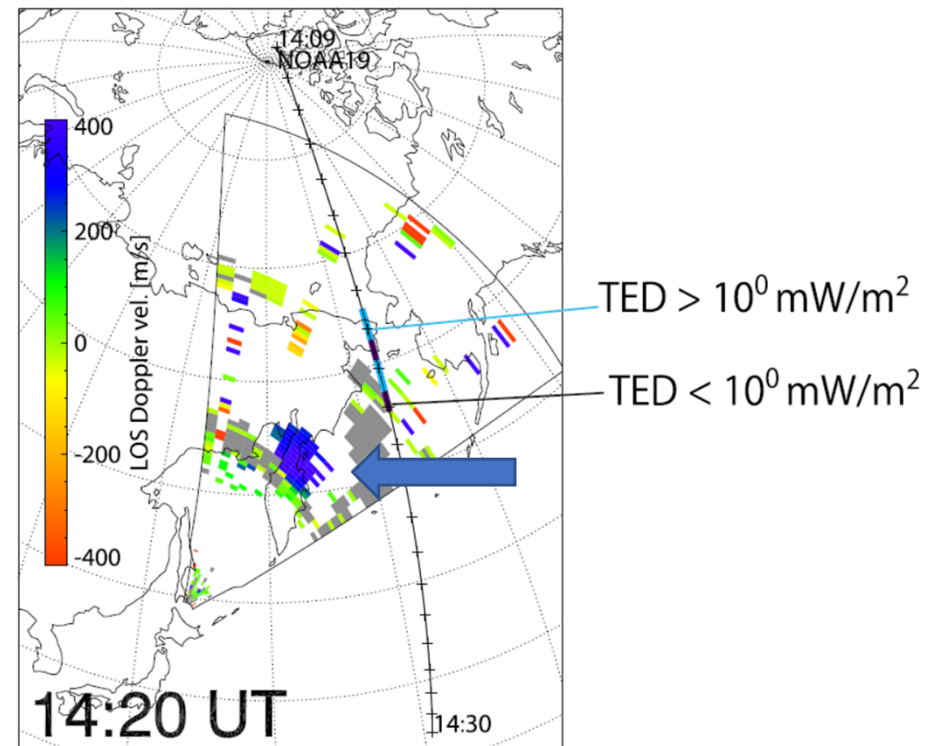 14:09
NOAA19
400
200
0
-200
-400
LOS Doppler vel. [m/s]
TED > 10⁰ mW/m²
TED < 10⁰ mW/m²
14:20 UT
14:30